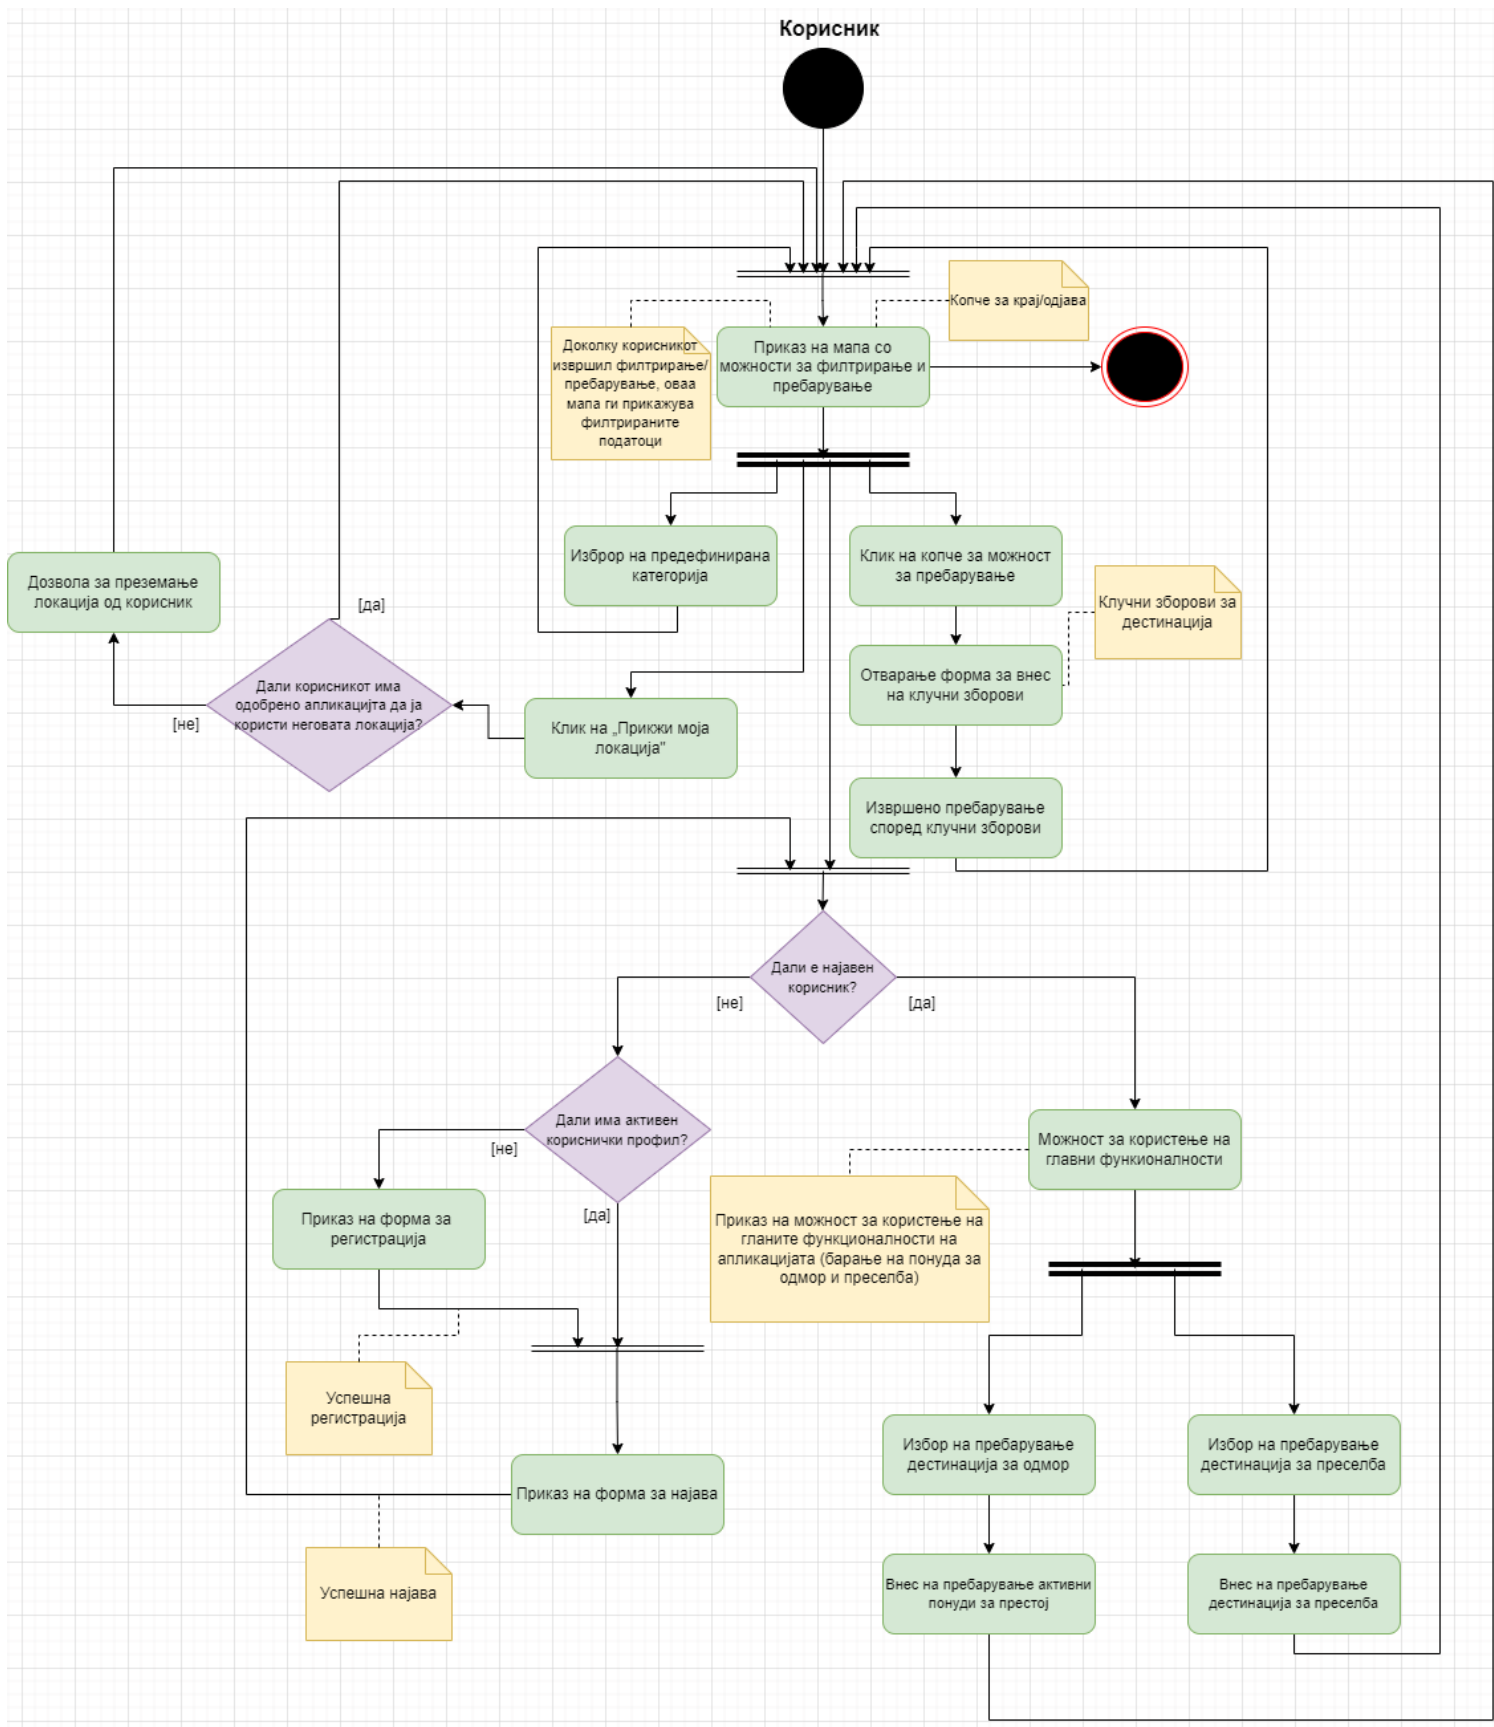 Корисник
Копче за крај/одјава
Доколку корисникот
извршил филтрирање/
пребарување, оваа
мапа ги прикажува
филтрираните
податоци
Приказ на мапа со
можности за филтрирање и
пребарување
Изброр на предефинирана
категорија
Клик на копче за можност
за пребарување
Дозвола за преземање
локација од корисник
[да]
Клучни зборови за
дестинација
Дали корисникот има
одобрено апликацијта да ја
користи неговата локација?
[не]
Клик на „Прикжи моја
локација"
Отварање форма за внес
на клучни зборови
Извршено пребарување
според клучни зборови
Дали е најавен
корисник?
[не]
[да]
Дали има активен
кориснички профил?
[не]
[да]
Можност за користење на
главни функионалности
Приказ на форма за
регистрација
Приказ на можност за користење на
гланите функционалности на
апликацијата (барање на понуда за
одмор и преселба)
Успешна
регистрација
Приказ на форма за најава
Избор на пребарување
дестинација за одмор
Избор на пребарување
дестинација за преселба
Успешна најава
Внес на пребарување активни
понуди за престој
Внес на пребарување
дестинација за преселба